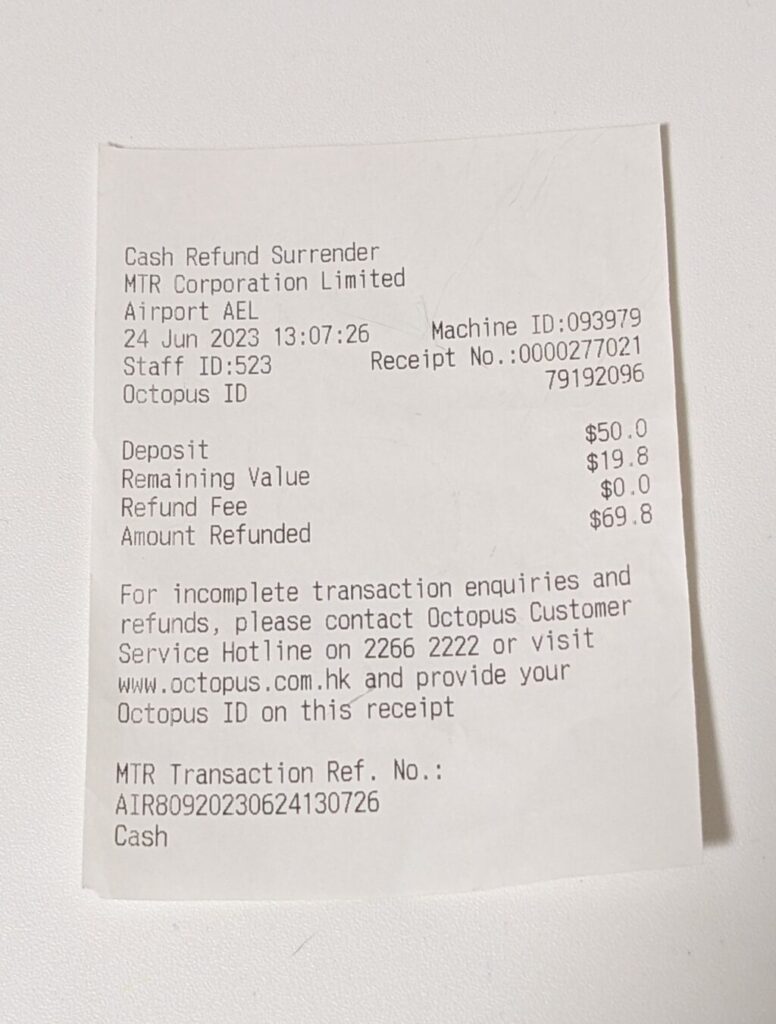 Cash Refund Surrender
MTR Corporation Limited
Airport AEL
24 Jun 2023 13:07:26 Machine ID:093979
Staff ID:523 Receipt No.:0000277021
Octopus ID 79192096
Deposit $50.0
Remaining Value $19.8
Refund Fee $0.0
Amount Refunded $69.8
For incomplete transaction enquiries and
refunds, please contact Octopus Customer
Service Hotline on 2266 2222 or visit
www.octopus.com.hk and provide your
Octopus ID on this receipt
MTR Transaction Ref. No.:
AIR80920230624130726
Cash